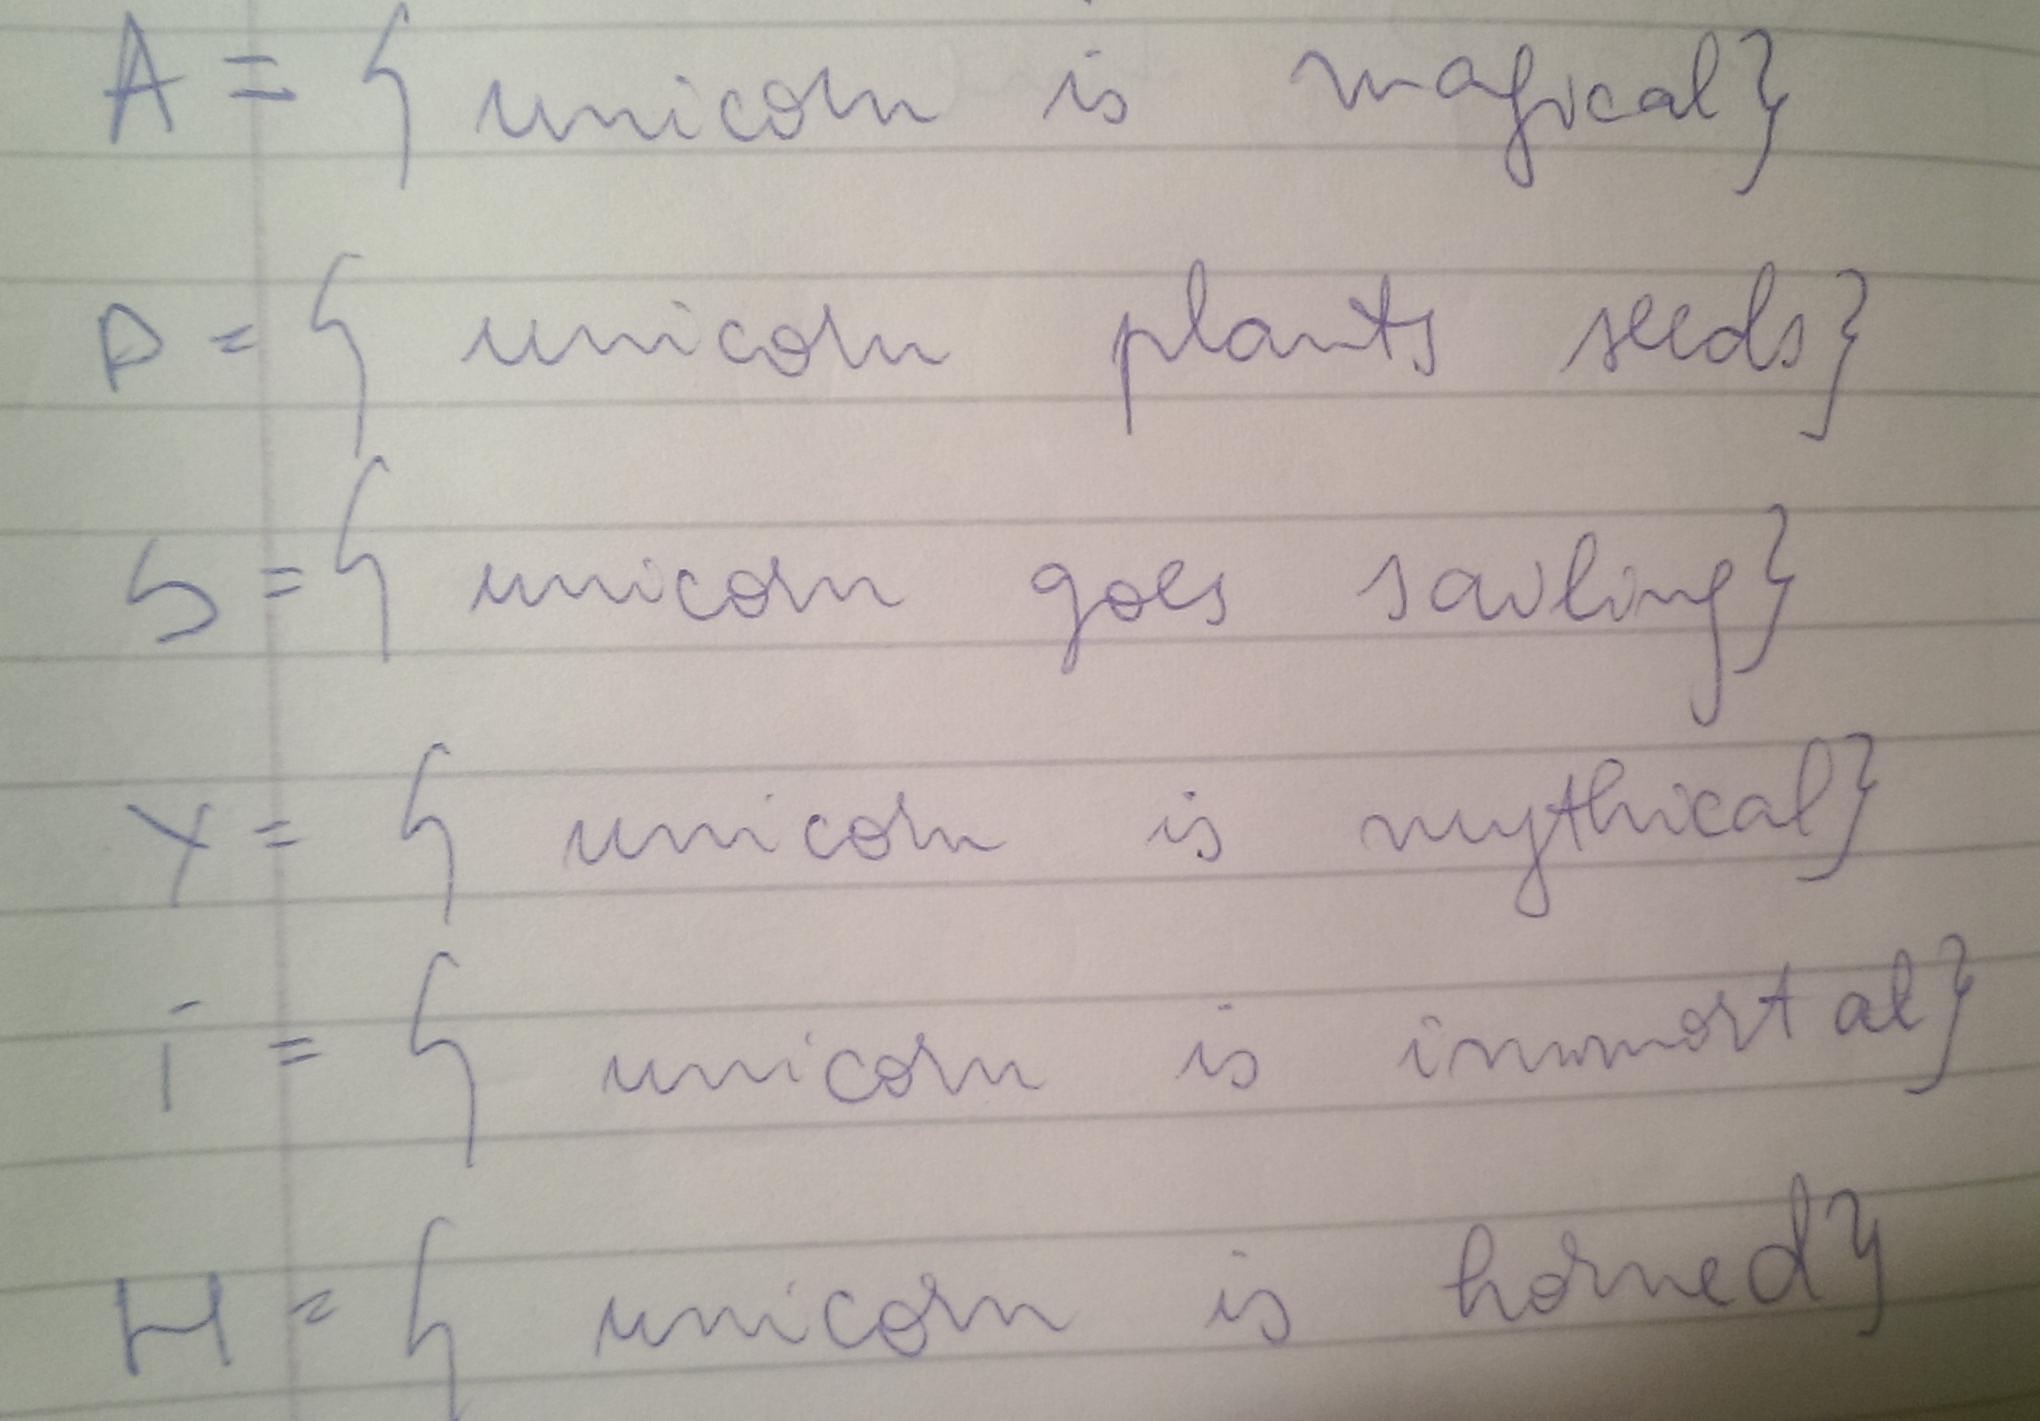 A = { unicorn is magical}
P = { unicorn plants seeds}
S = { unicorn goes sailing}
Y = { unicorn is mythical}
i = { unicorn is immortal}
H = { unicorn is horned}